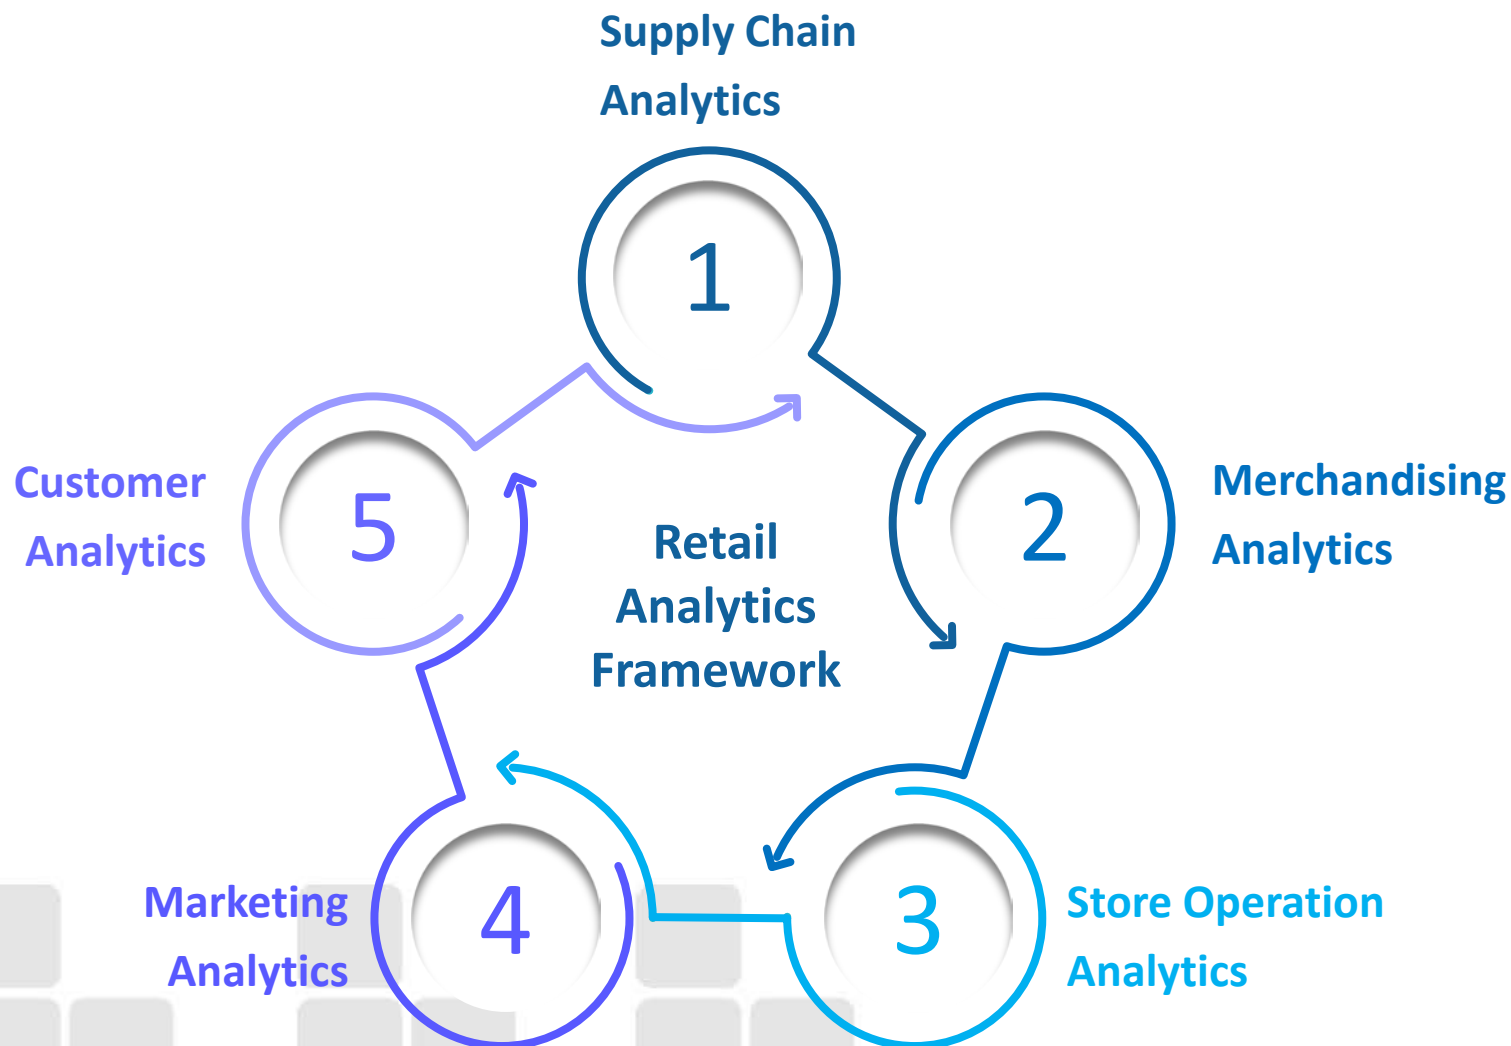 Supply Chain
Analytics
1
2
Merchandising
Analytics
3
Store Operation
Analytics
4
Marketing
Analytics
5
Customer
Analytics
Retail
Analytics
Framework